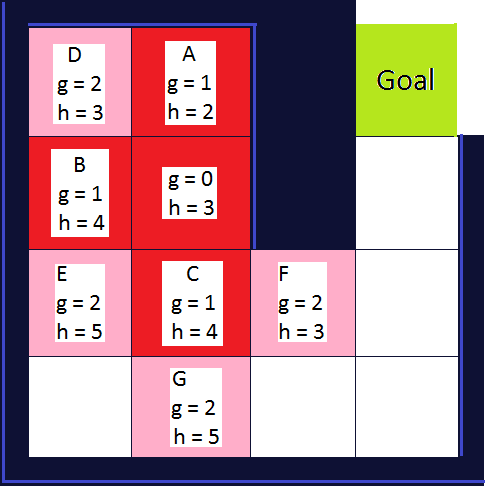 D
g = 2
h = 3
A
g = 1
h = 2
Goal
B
g = 1
h = 4
g = 0
h = 3
E
g = 2
h = 5
C
g = 1
h = 4
F
g = 2
h = 3
G
g = 2
h = 5